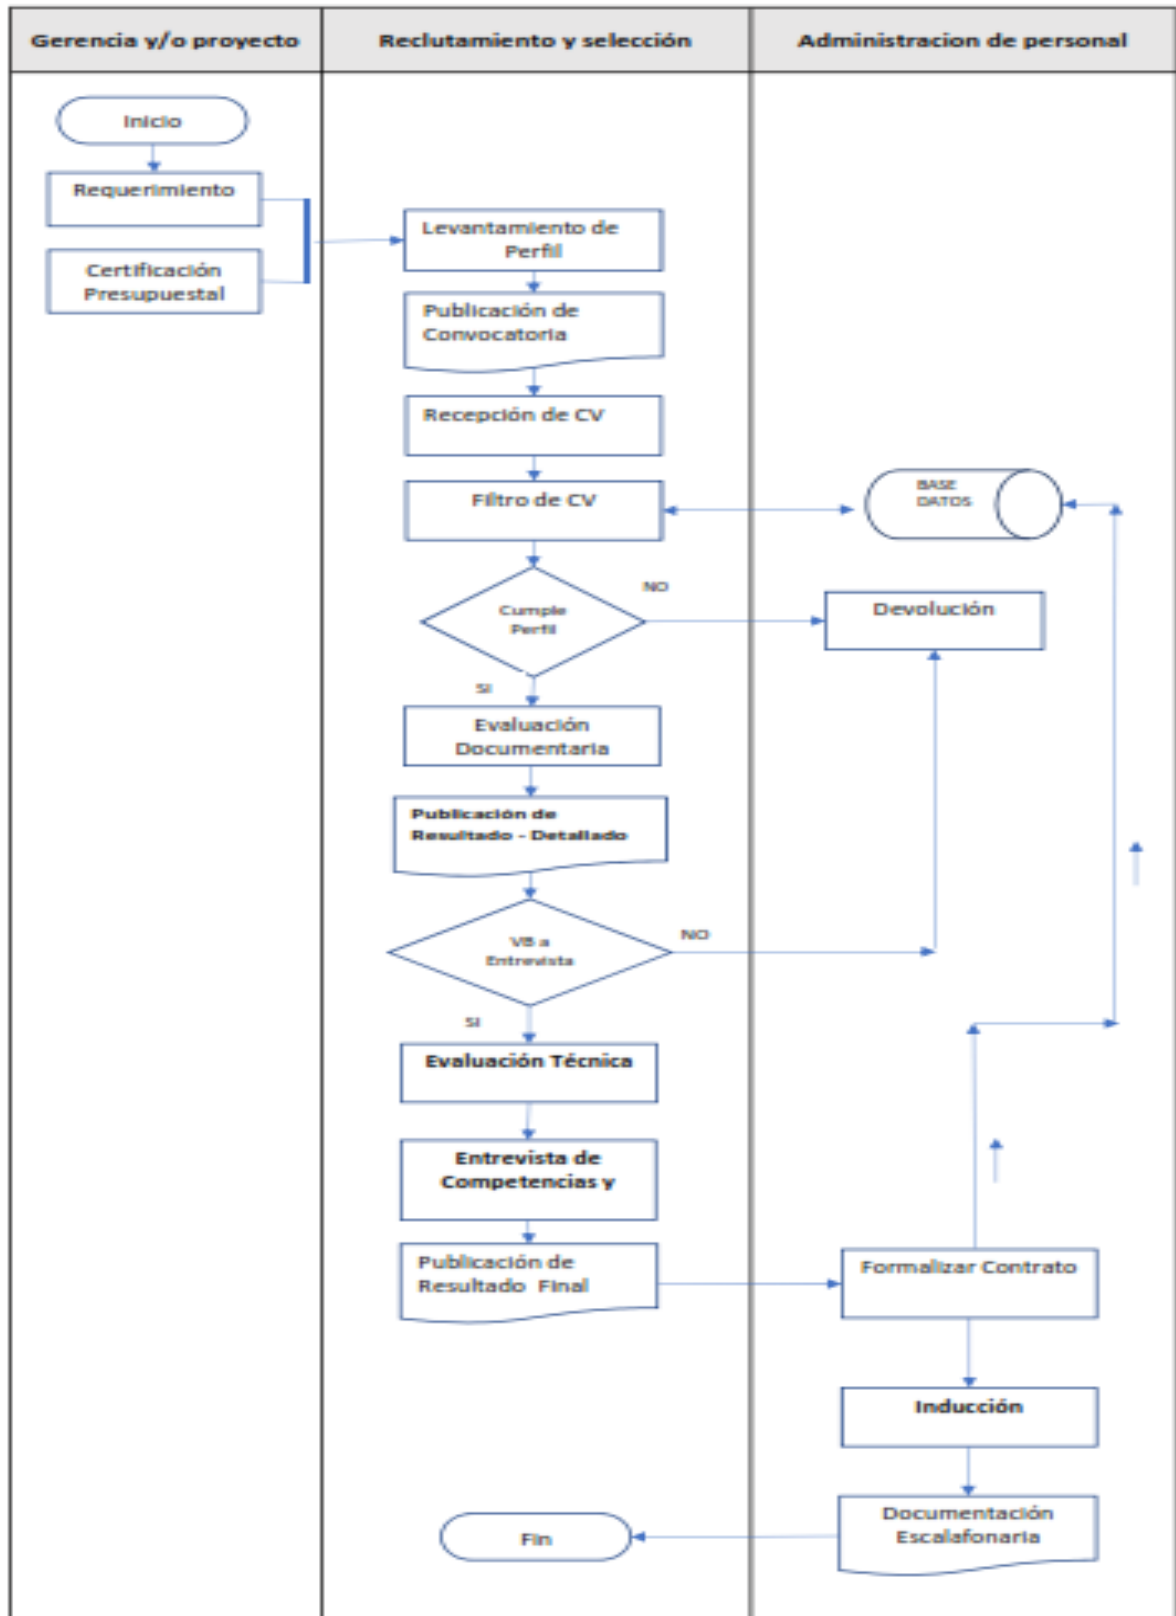 Gerencia y/o proyecto
Reclutamiento y selección
Administracion de personal
Inicio
Requerimiento
Certificación
Presupuestal
Levantamiento de
Perfil
Publicación de
Convocatoria
Recepción de CV
Filtro de CV
BASE
DATOS
Cumple
Perfil
NO
Devolución
SI
Evaluación
Documentaria
Publicación de
Resultado - Detallado
VB a
Entrevista
NO
SI
Evaluación Técnica
Entrevista de
Competencias y
Publicación de
Resultado Final
Formalizar Contrato
Inducción
Documentación
Escalafonaria
Fin